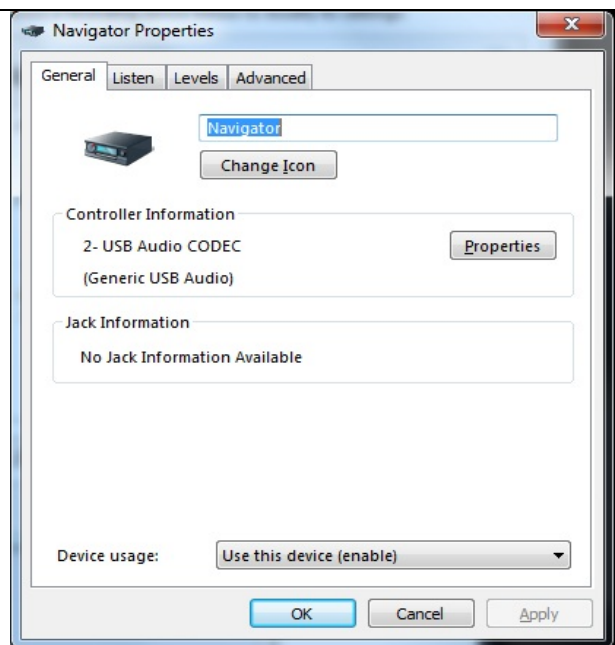 Navigator Properties
General Listen Levels Advanced
Navigator
Change Icon
Controller Information
2- USB Audio CODEC
Properties
(Generic USB Audio)
Jack Information
No Jack Information Available
Device usage: Use this device (enable)
OK Cancel Apply